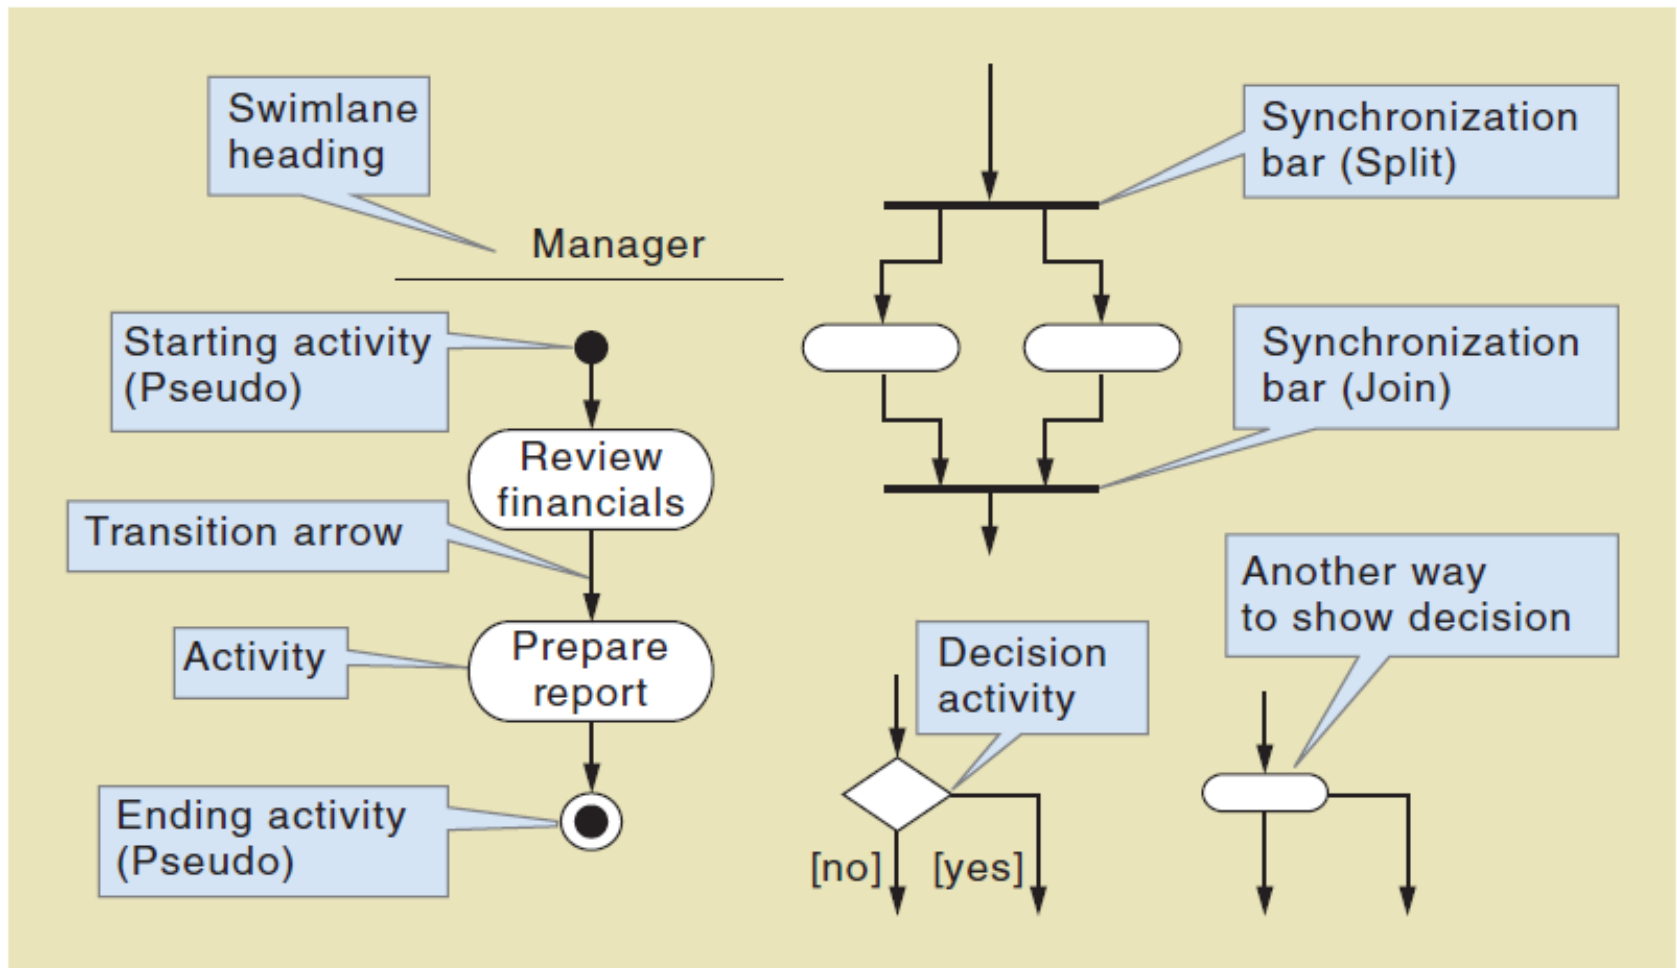 Swimlane
heading
Manager
Starting activity
(Pseudo)
Review
financials
Transition arrow
Activity
Prepare
report
Ending activity
(Pseudo)
Synchronization
bar (Split)
Synchronization
bar (Join)
Decision
activity
[no]
[yes]
Another way
to show decision